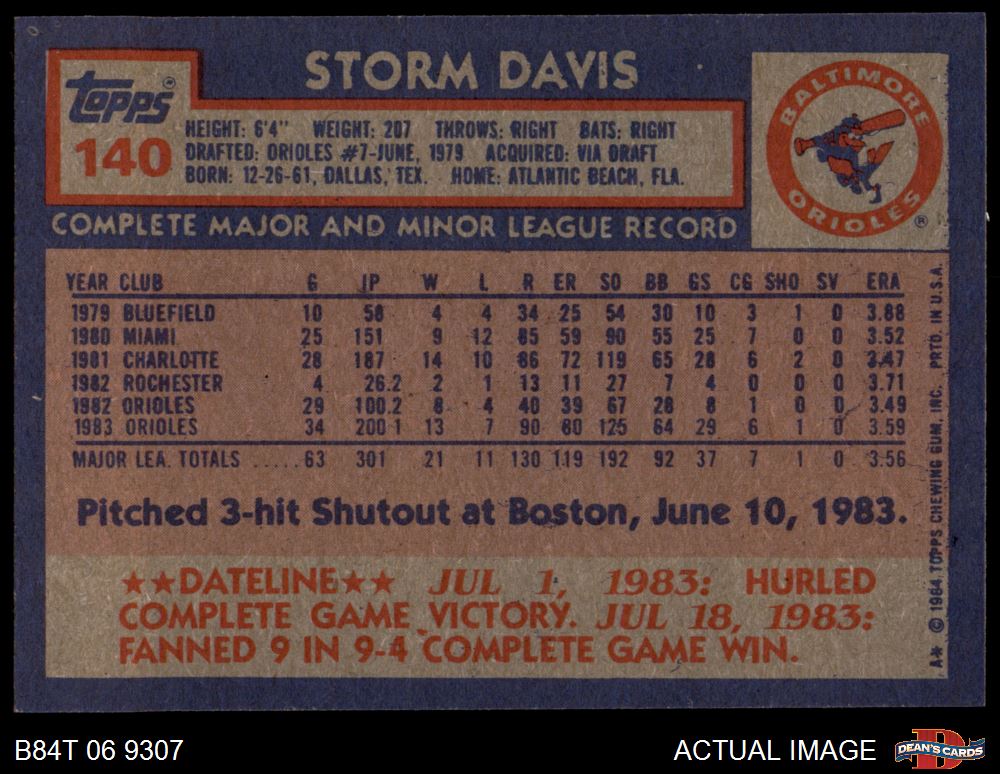 STORM DAVIS
topps®
140
HEIGHT: 6'4" WEIGHT: 207 THROWS: RIGHT BATS: RIGHT
DRAFTED: ORIOLES #7-JUNE, 1979 ACQUIRED: VIA DRAFT
BORN: 12-26-61, DALLAS, TEX. HOME: ATLANTIC BEACH, FLA.
BALTIMORE
ORIOLES
®
COMPLETE MAJOR AND MINOR LEAGUE RECORD
YEAR CLUB G IP W L R ER SO BB GS CG SHO SV ERA
1979 BLUEFIELD 10 58 4 4 34 25 54 30 10 3 1 0 3.88
1980 MIAMI 25 151 9 12 85 59 90 55 25 7 0 0 3.52
1981 CHARLOTTE 28 187 14 10 86 72 119 65 28 6 2 0 3.47
1982 ROCHESTER 4 26.2 2 1 13 11 27 7 4 0 0 0 3.71
1982 ORIOLES 29 100.2 8 4 40 39 67 28 8 1 0 0 3.49
1983 ORIOLES 34 200.1 13 7 90 80 125 64 29 6 1 0 3.59
MAJOR LEA. TOTALS ..... 63 301 21 11 130 119 192 92 37 7 1 0 3.56
Pitched 3-hit Shutout at Boston, June 10, 1983.
★★DATELINE★★ JUL 1, 1983: HURLED
COMPLETE GAME VICTORY. JUL 18, 1983:
FANNED 9 IN 9-4 COMPLETE GAME WIN.
A* © 1984 TOPPS CHEWING GUM, INC. PRTD. IN U.S.A.
B84T 06 9307
ACTUAL IMAGE
D
DEAN'S CARDS